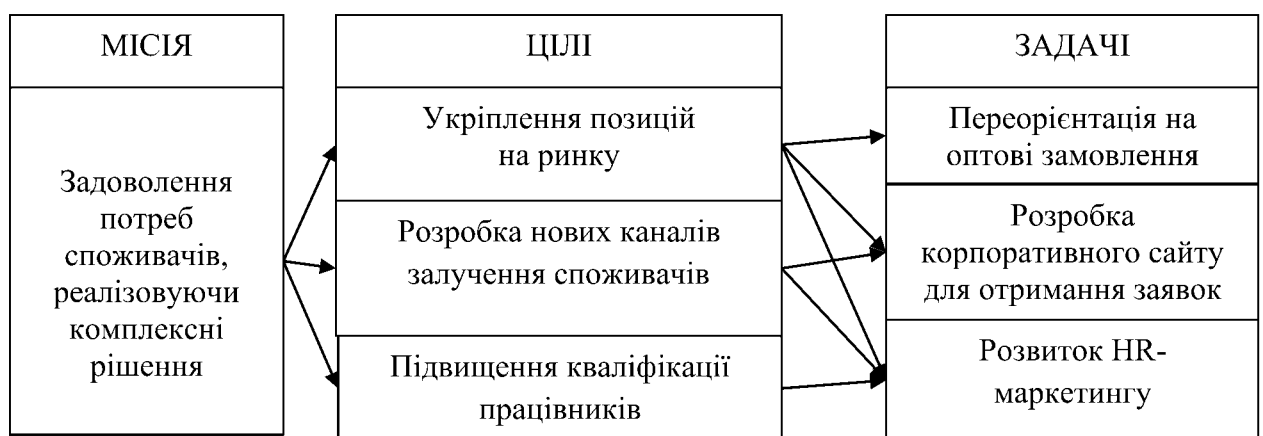 МІСІЯ
Задоволення
потреб
споживачів,
реалізовуючи
комплексні
рішення
ЦІЛІ
Укріплення позицій
на ринку
Розробка нових каналів
залучення споживачів
Підвищення кваліфікації
працівників
ЗАДАЧІ
Переорієнтація на
оптові замовлення
Розробка
корпоративного сайту
для отримання заявок
Розвиток HR-
маркетингу